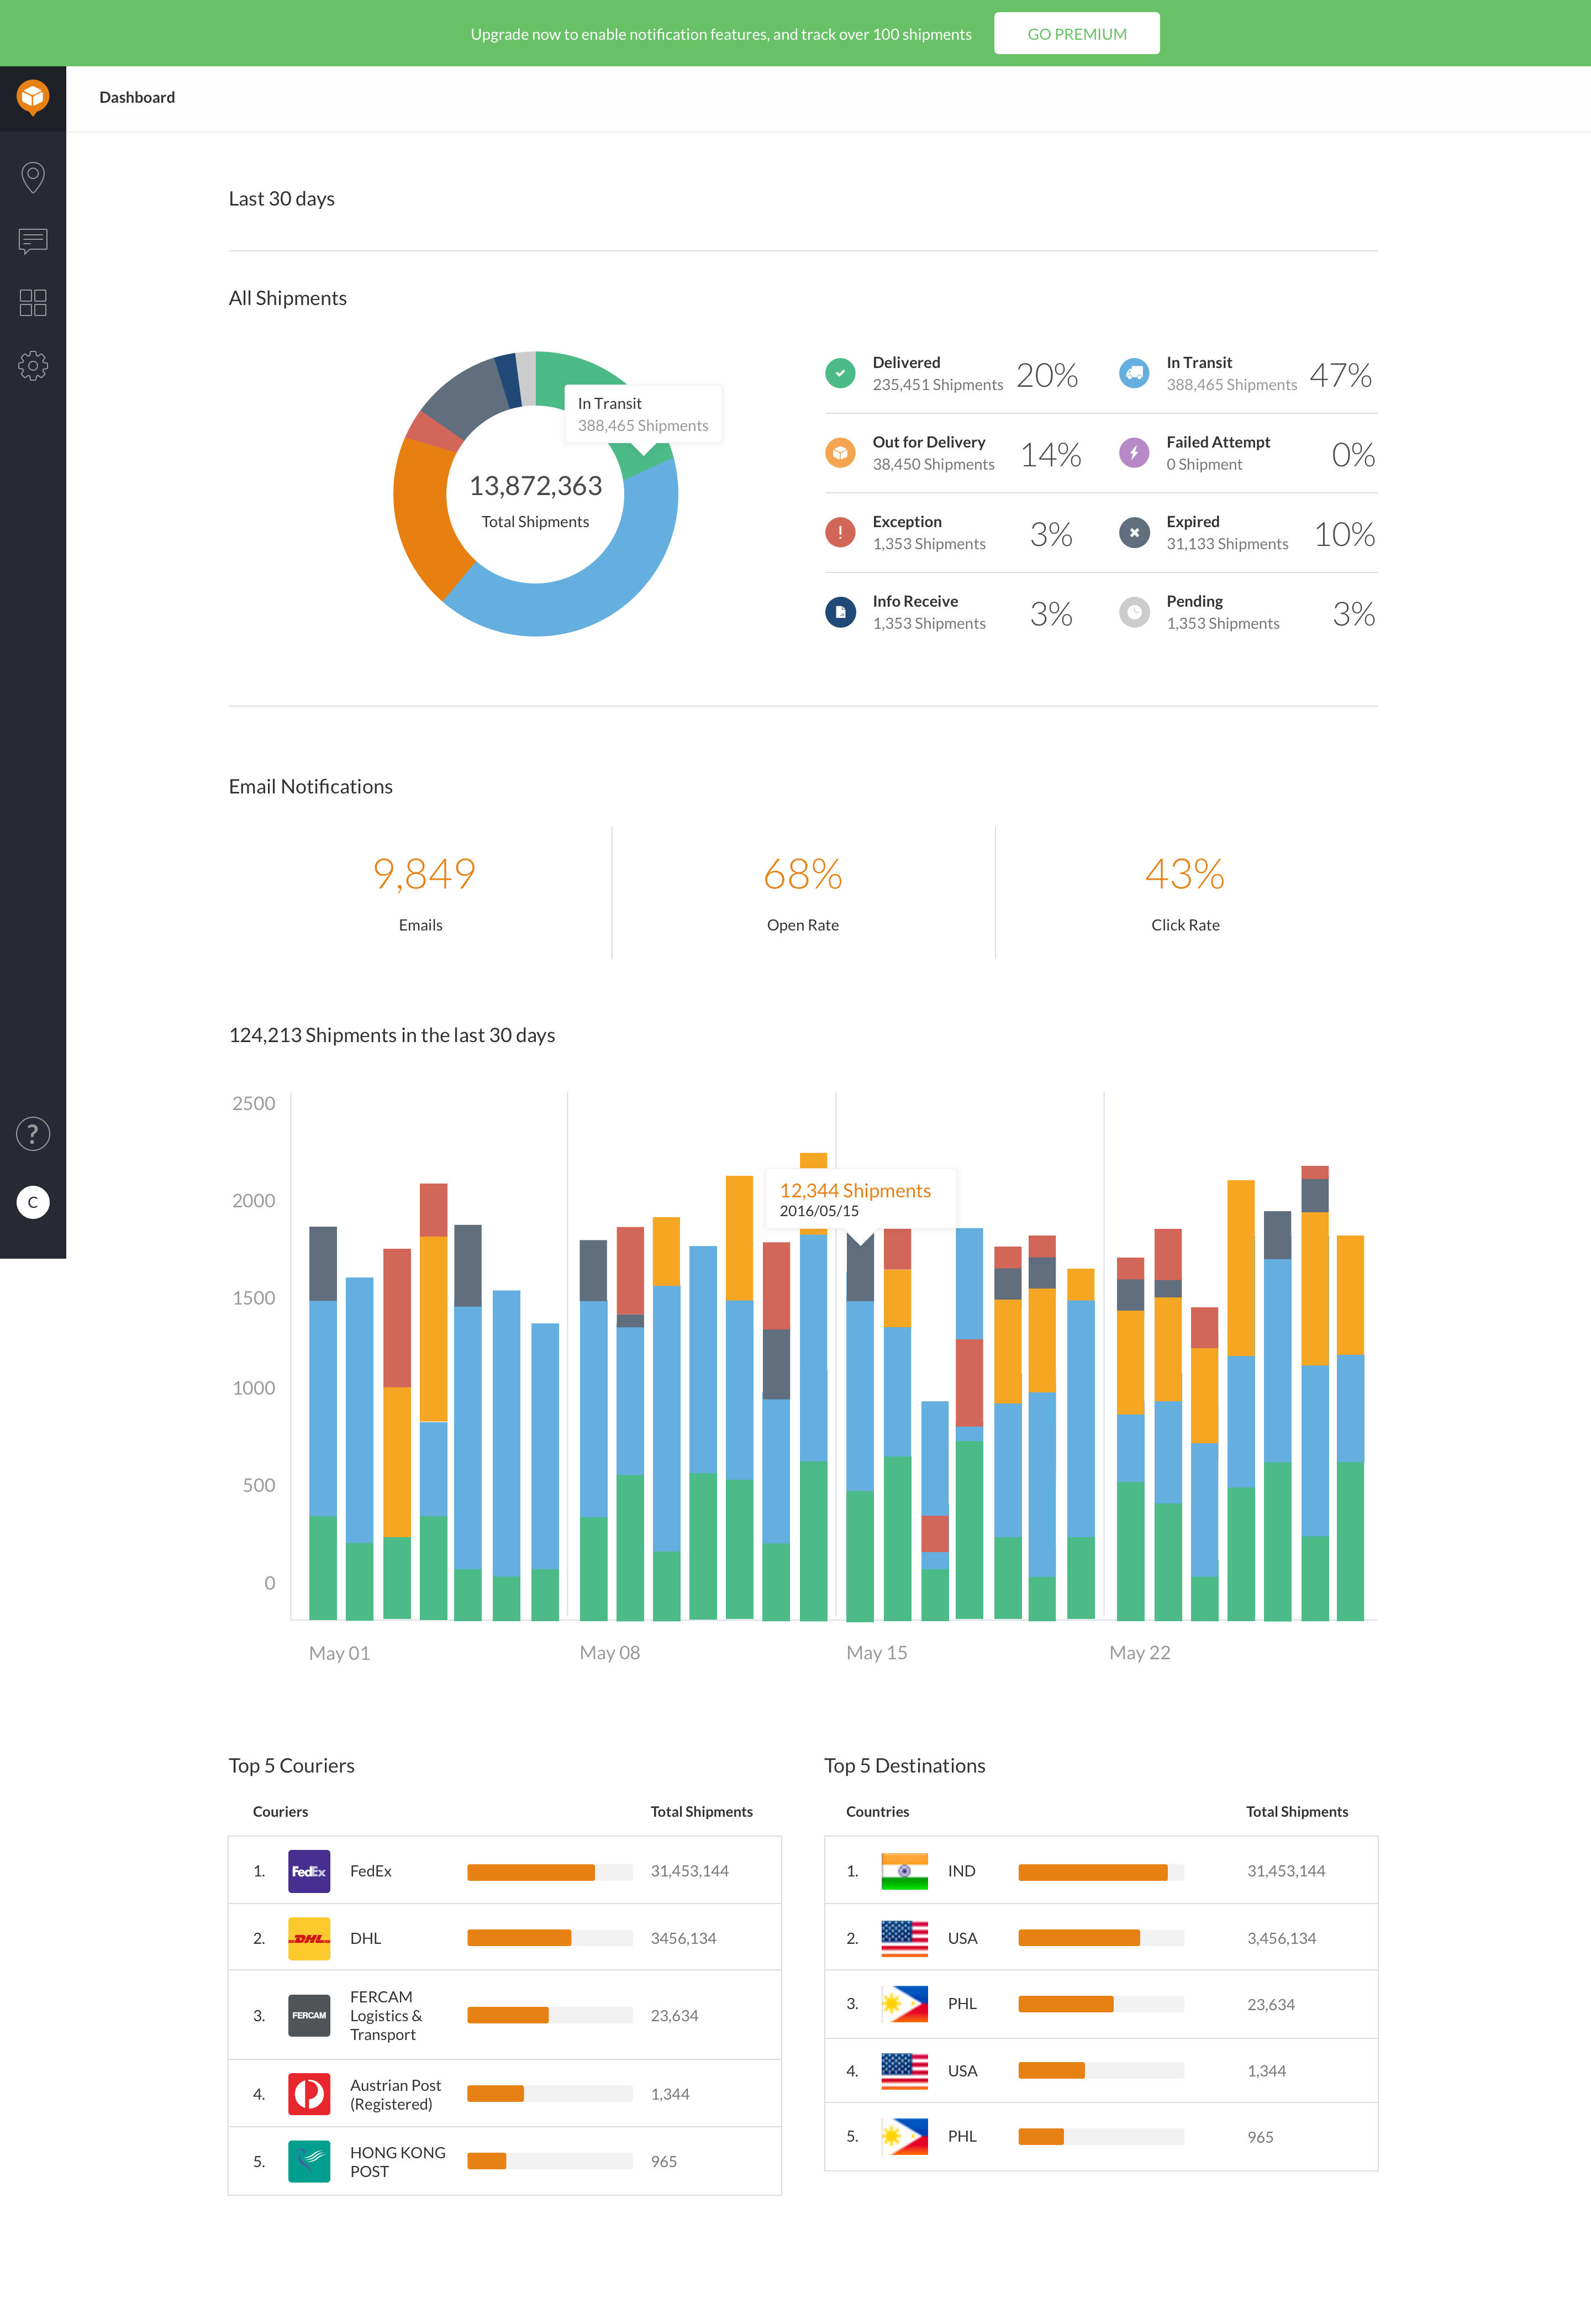 Upgrade now to enable notification features, and track over 100 shipments
GO PREMIUM
Dashboard
Last 30 days
All Shipments
In Transit
388,465 Shipments
13,872,363
Total Shipments
Delivered
235,451 Shipments
20%
In Transit
388,465 Shipments
47%
Out for Delivery
38,450 Shipments
14%
Failed Attempt
0 Shipment
0%
Exception
1,353 Shipments
3%
Expired
31,133 Shipments
10%
Info Receive
1,353 Shipments
3%
Pending
1,353 Shipments
3%
Email Notifications
9,849
Emails
68%
Open Rate
43%
Click Rate
124,213 Shipments in the last 30 days
?
C
2500
2000
1500
1000
500
0
12,344 Shipments
2016/05/15
May 01
May 08
May 15
May 22
Top 5 Couriers
Couriers
Total Shipments
1.
FedEx
FedEx
31,453,144
2.
DHL
DHL
3456,134
3.
FERCAM
FERCAM
Logistics &
Transport
23,634
4.
Austrian Post
(Registered)
1,344
5.
HONG KONG
POST
965
Top 5 Destinations
Countries
Total Shipments
1.
IND
31,453,144
2.
USA
3,456,134
3.
PHL
23,634
4.
USA
1,344
5.
PHL
965